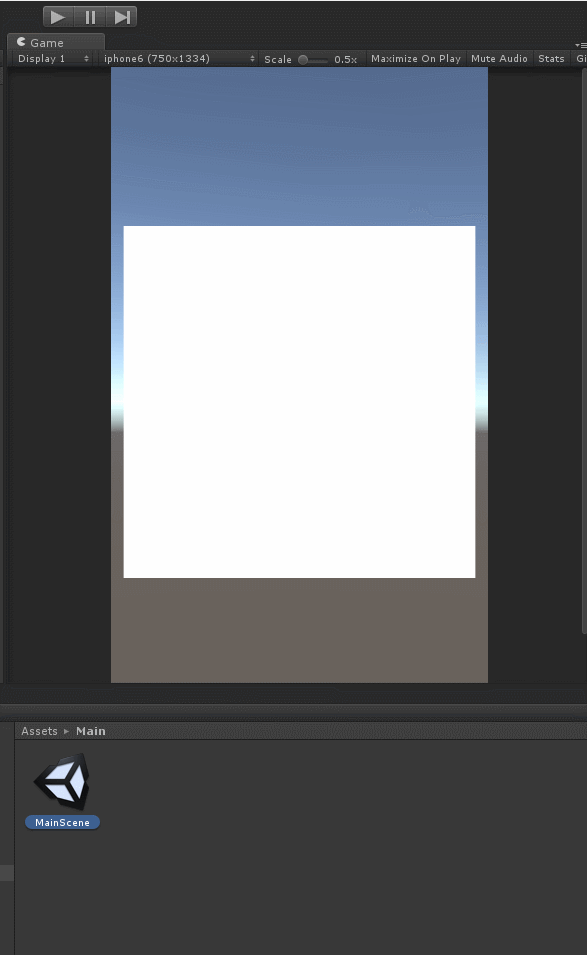 Game
Display 1 iphone6 (750x1334) Scale 0.5x Maximize On Play Mute Audio Stats Gi
Assets Main
MainScene